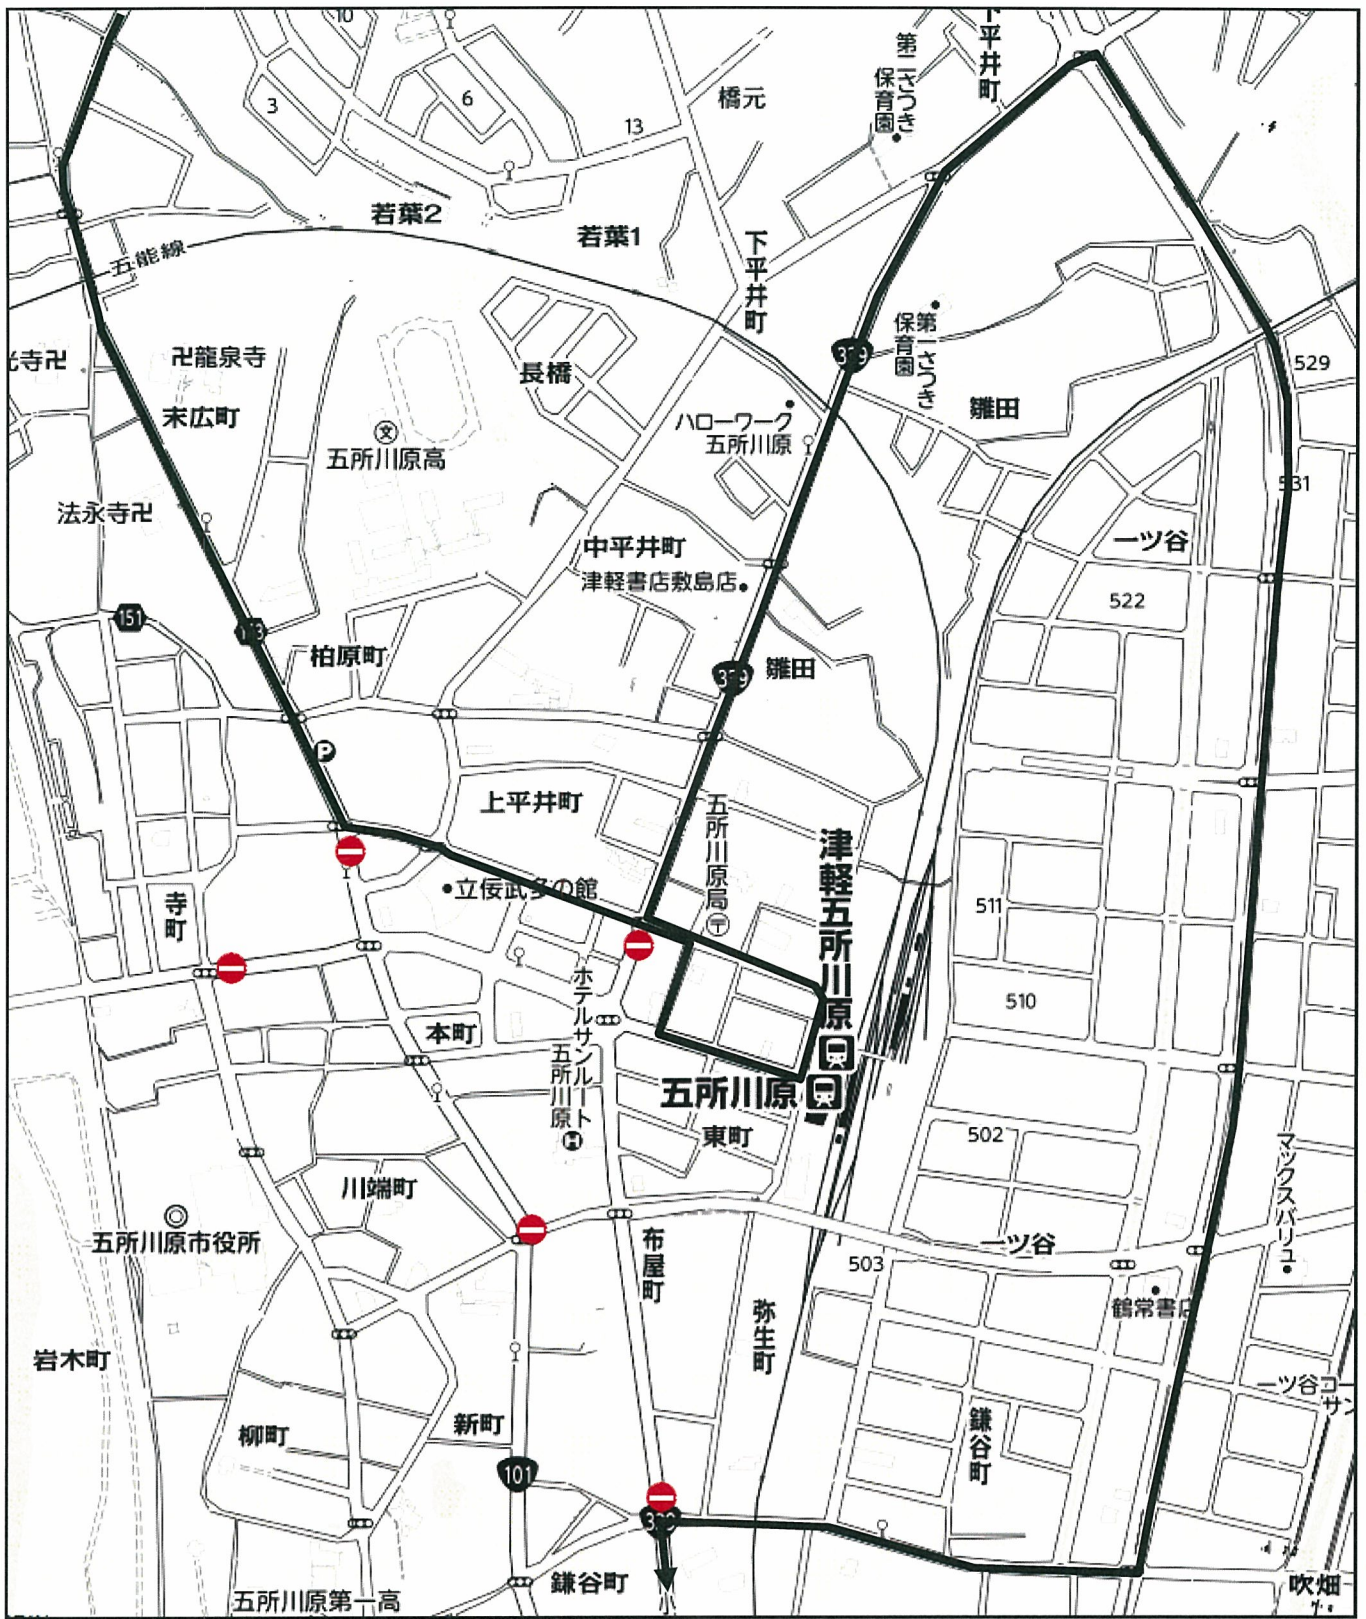 10
下平井町
第二さつき
保育園
3
6
13
橋元
若葉2
若葉1
五能線
下平井町
第一さつき
保育園
卍龍泉寺
長橋
529
末広町
ハローワーク
五所川原
雛田
五所川原高
法永寺卍
531
中平井町
津軽書店敷島店
一ツ谷
522
151
柏原町
339
雛田
P
上平井町
五所川原局
津軽五所川原
立佞武多の館
寺町
511
510
ホテルサンルート
五所川原
H
本町
五所川原
東町
502
マックスバリュ
川端町
五所川原市役所
布屋町
一ツ谷
503
鶴常書店
弥生町
岩木町
一ツ谷コー
サン
柳町
新町
鎌谷町
101
鎌谷町
吹畑
五所川原第一高